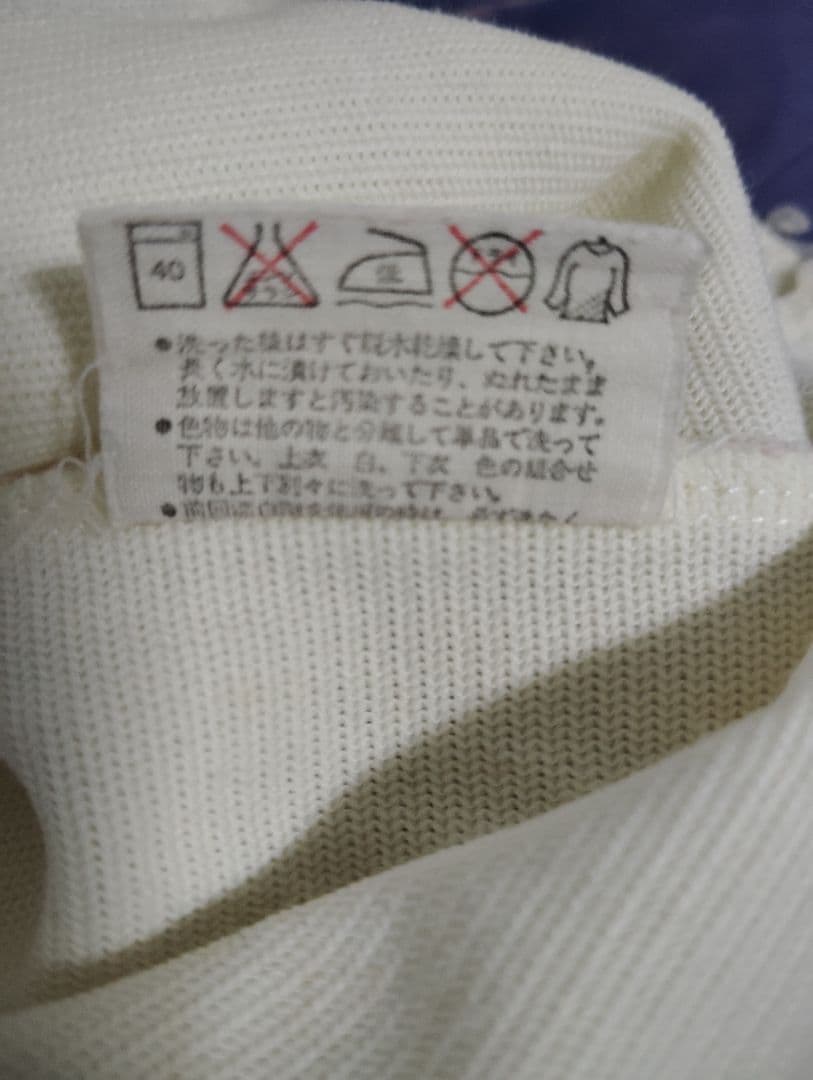 40
低
●洗った後はすぐ脱水乾燥して下さい。
長く水に漬けておいたり、ぬれたまま
放置しますと汚染することがあります。
●色物は他の物と分離して単品で洗って
下さい。上衣 白、下衣 色の組合せ
物も上下別々に洗って下さい。